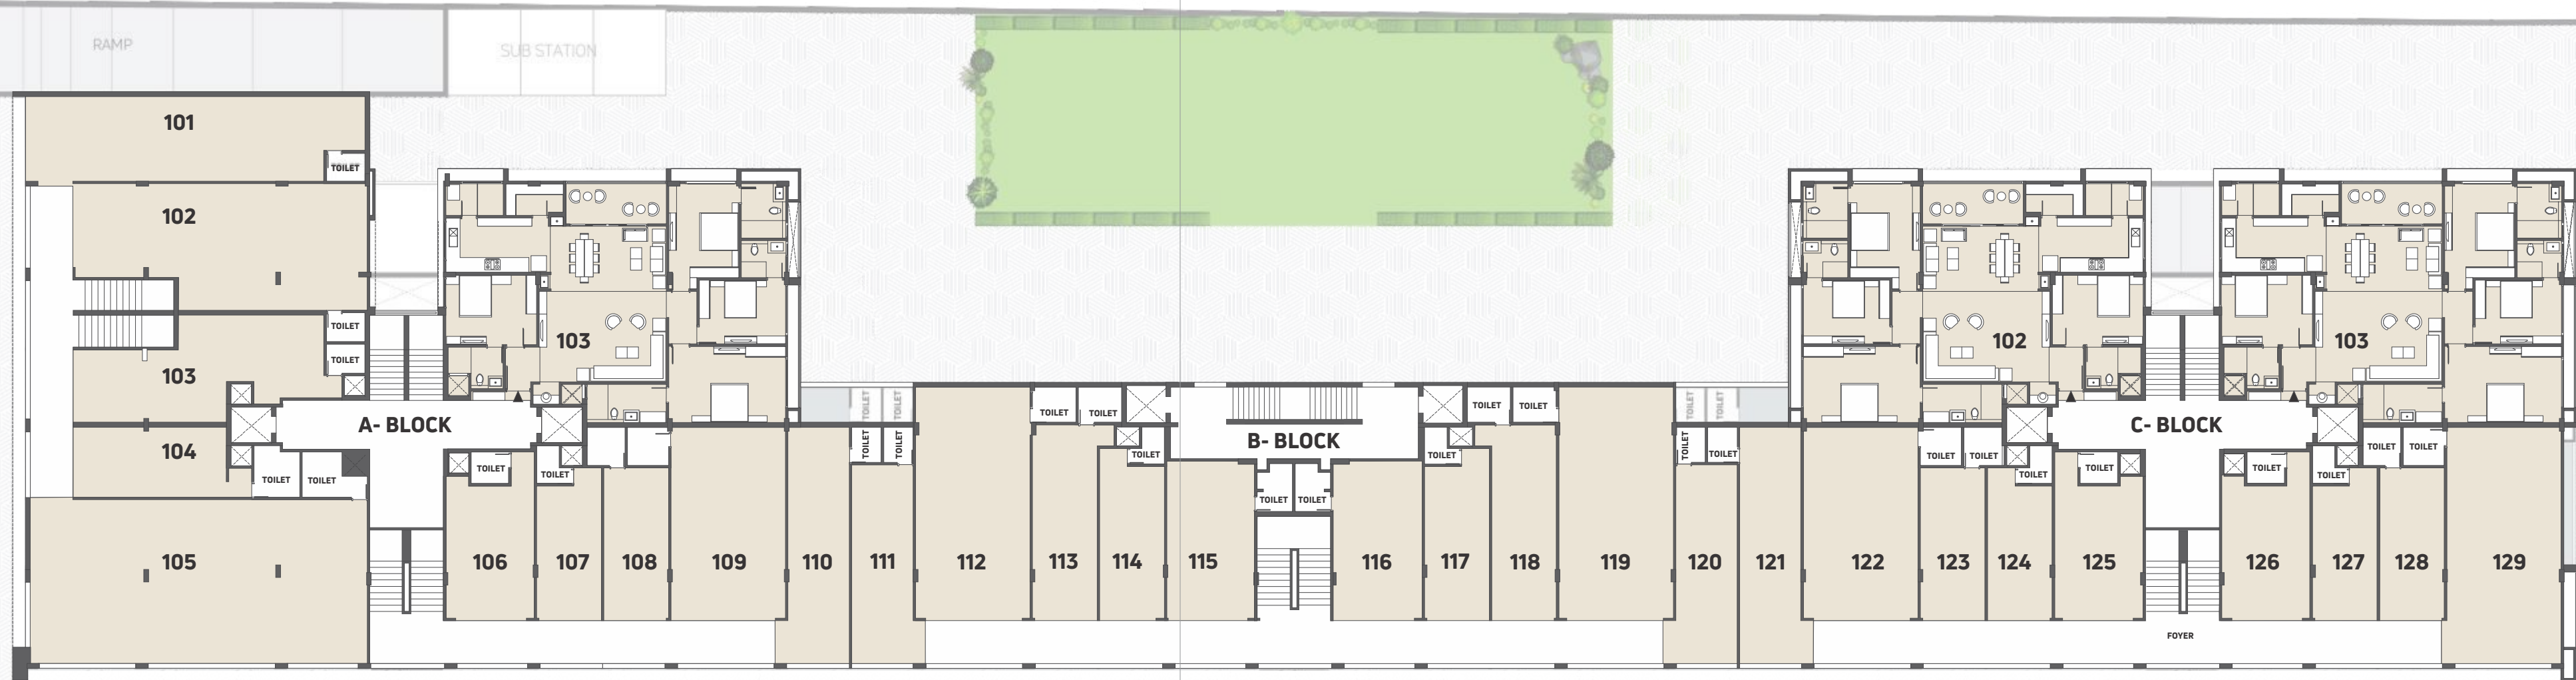 RAMP
SUB STATION
101
TOILET
102
103
TOILET
TOILET
103
A- BLOCK
104
TOILET
TOILET
105
TOILET
TOILET
106
107
108
109
110
TOILET
TOILET
TOILET
TOILET
111
112
TOILET
TOILET
TOILET
113
114
115
B- BLOCK
TOILET
TOILET
116
TOILET
TOILET
TOILET
117
118
119
TOILET
TOILET
TOILET
TOILET
120
121
102
103
C- BLOCK
122
TOILET
TOILET
TOILET
TOILET
123
124
125
TOILET
TOILET
TOILET
TOILET
126
127
128
129
FOYER